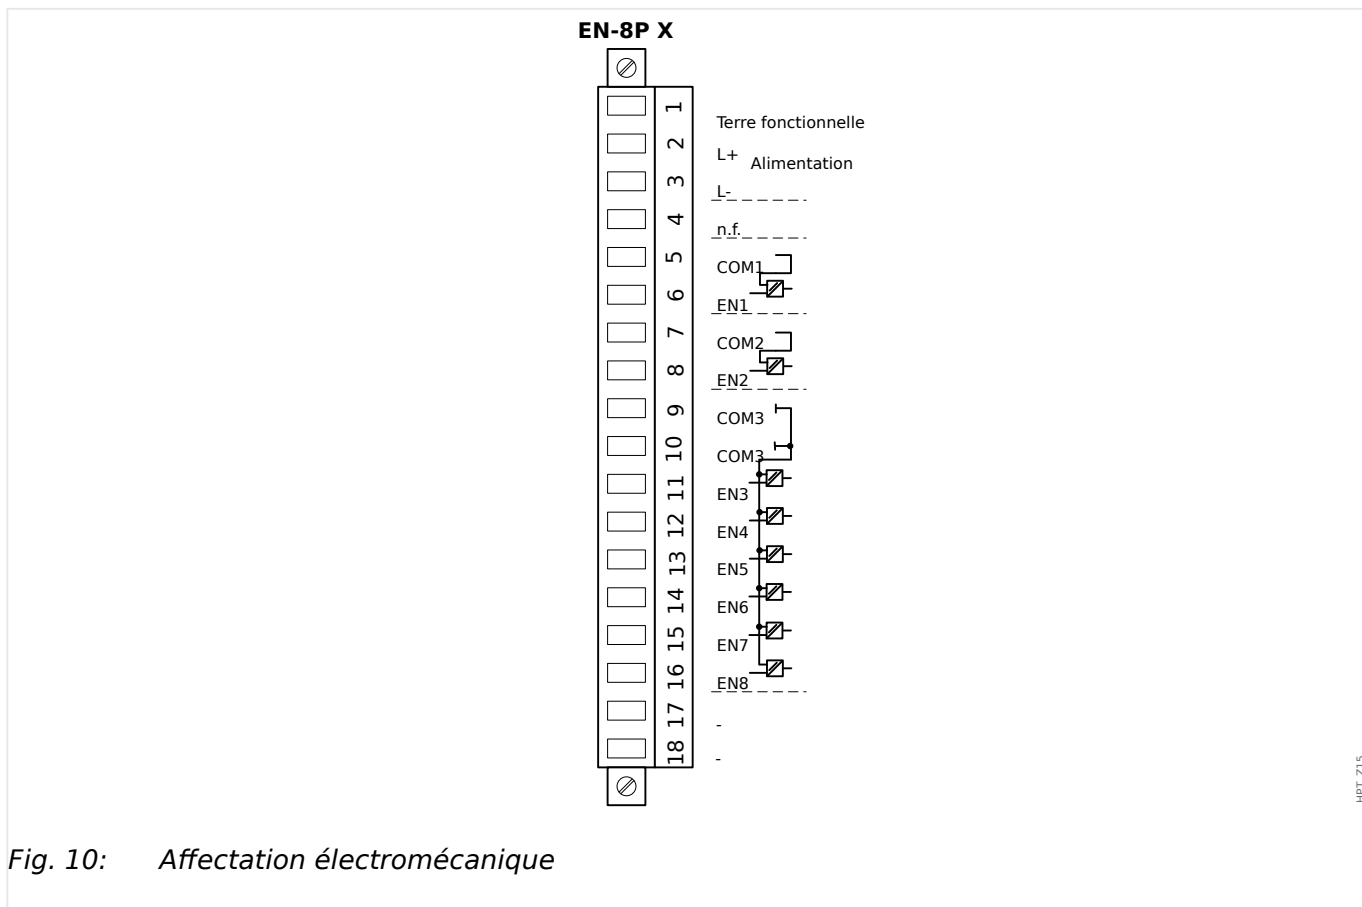 EN-8P X
1
Terre fonctionnelle
2
L+ Alimentation
3
L-
4
n.f.
5
COM1
6
EN1
7
COM2
8
EN2
9
COM3
10
COM3
11
EN3
12
EN4
13
EN5
14
EN6
15
EN7
16
EN8
17
-
18
-
HPT_Z15
Fig. 10: Affectation électromécanique